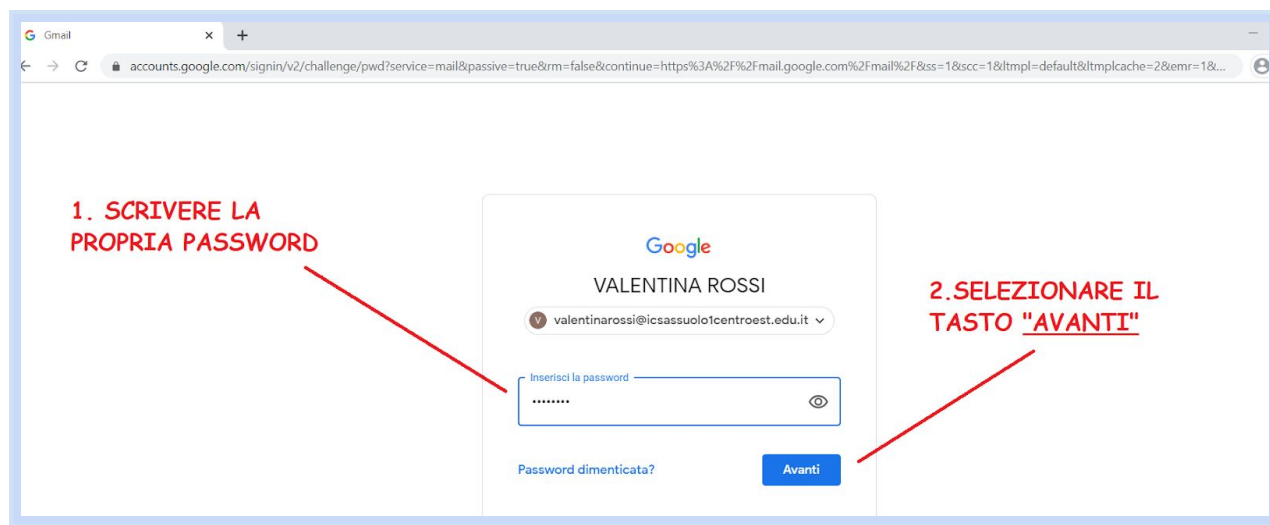 Gmail
accounts.google.com/signin/v2/challenge/pwd?service=mail&passive=true&rm=false&continue=https%3A%2F%2Fmail.google.com%2Fmail%2F&ss=1&scc=1&ltmpl=default&ltmplcache=2&emr=1&...
1. SCRIVERE LA
PROPRIA PASSWORD
Google
VALENTINA ROSSI
V valentinarossi@icsassuolo1centroest.edu.it
2.SELEZIONARE IL
TASTO "AVANTI"
Inserisci la password
••••••••
Password dimenticata?
Avanti